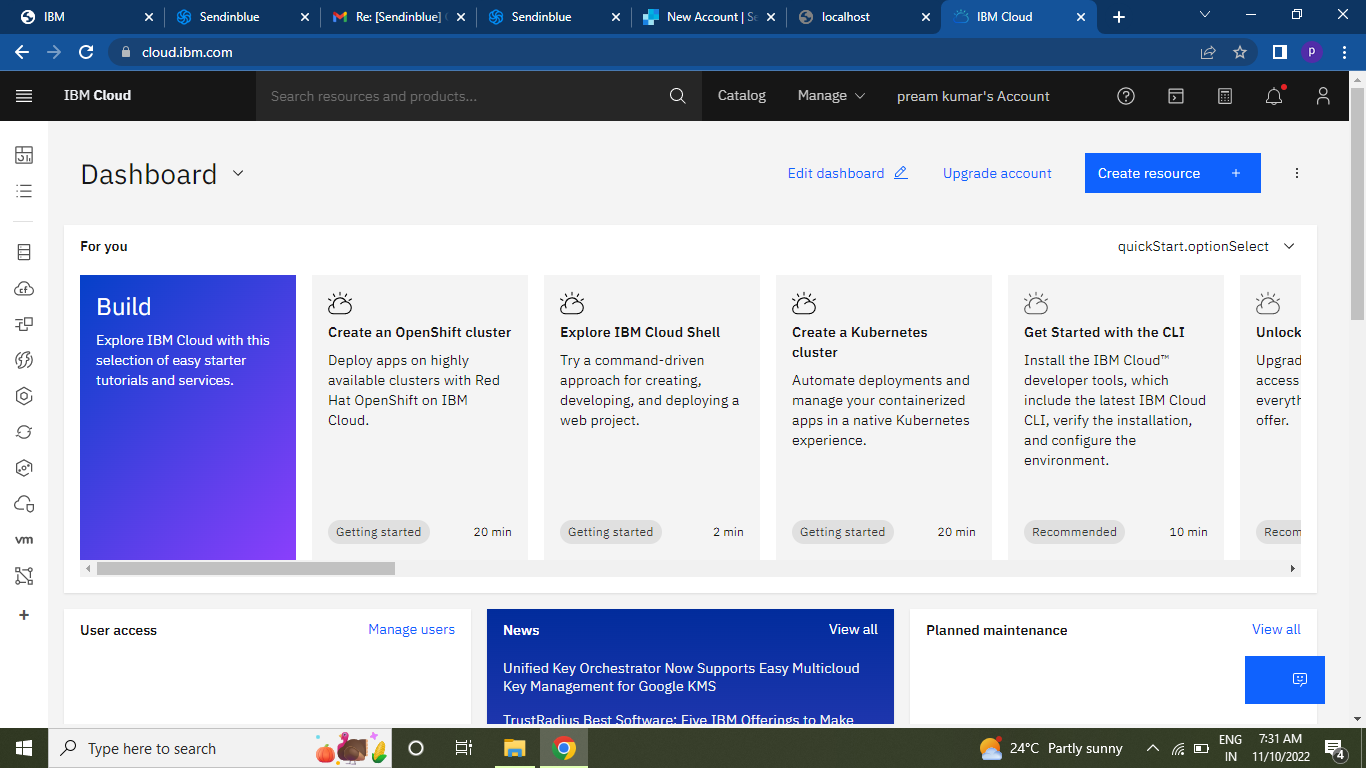 IBM
Sendinblue
Re: [Sendinblue]
Sendinblue
New Account | Se
localhost
IBM Cloud
cloud.ibm.com
p
IBM Cloud
Search resources and products...
Catalog
Manage
pream kumar's Account
Dashboard
Edit dashboard
Upgrade account
Create resource +
For you
quickStart.optionSelect
Build
Explore IBM Cloud with this
selection of easy starter
tutorials and services.
Create an OpenShift cluster
Deploy apps on highly
available clusters with Red
Hat OpenShift on IBM
Cloud.
Getting started
20 min
Explore IBM Cloud Shell
Try a command-driven
approach for creating,
developing, and deploying a
web project.
Getting started
2 min
Create a Kubernetes
cluster
Automate deployments and
manage your containerized
apps in a native Kubernetes
experience.
Getting started
20 min
Get Started with the CLI
Install the IBM Cloud™
developer tools, which
include the latest IBM Cloud
CLI, verify the installation,
and configure the
environment.
Recommended
10 min
Unlock
Upgrad
access
everyth
offer.
Recom
cf
vm
User access
Manage users
News
View all
Unified Key Orchestrator Now Supports Easy Multicloud
Key Management for Google KMS
TrustRadius Best Software: Five IBM Offerings to Make
Planned maintenance
View all
Type here to search
24°C Partly sunny
ENG
IN
7:31 AM
11/10/2022
4